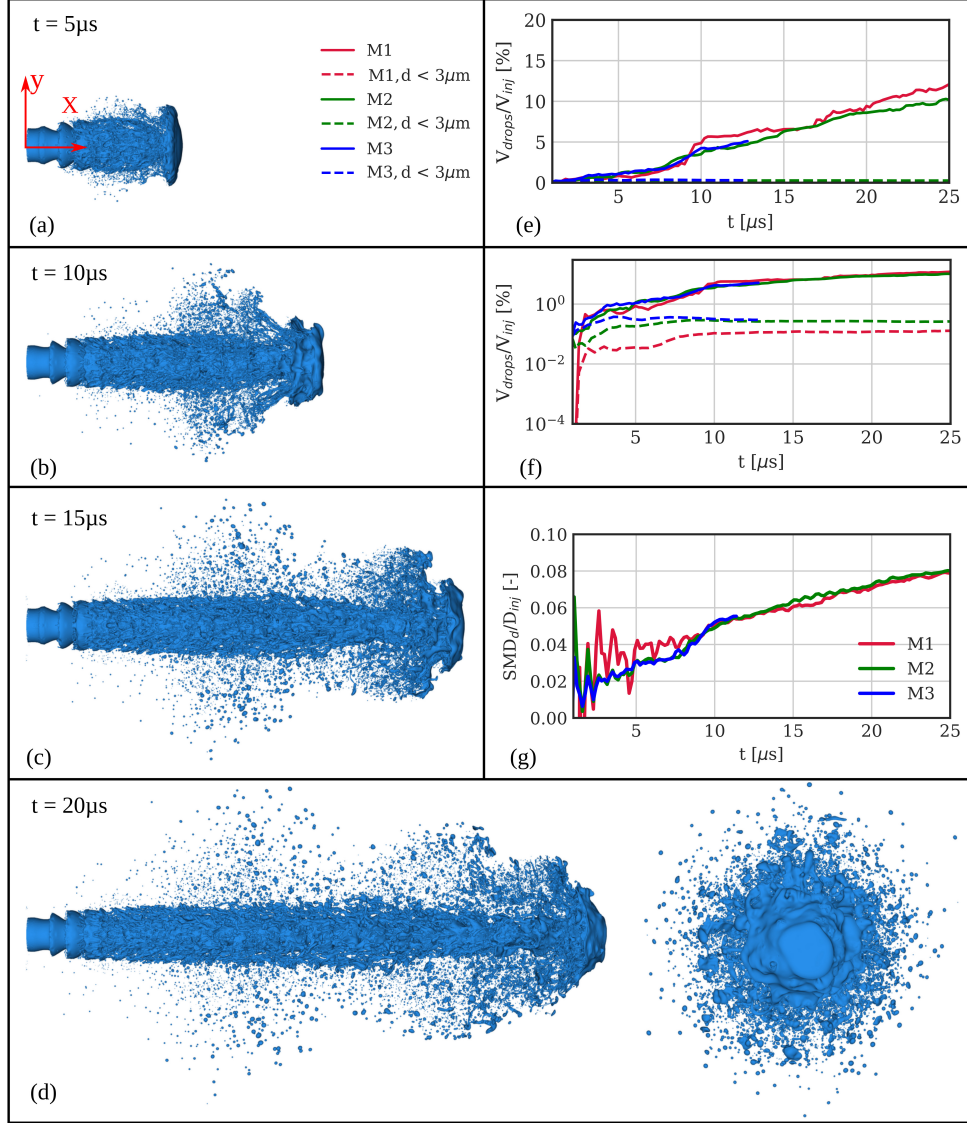 t = 5µs
y
X
M1
M1, d < 3µm
M2
M2, d < 3µm
M3
M3, d < 3µm
(a)
20
15
10
5
0
V_drops/V_inj [%]
5 10 15 20 25
t [µs]
(e)
t = 10µs
(b)
10^0
10^−2
10^−4
V_drops/V_inj [%]
5 10 15 20 25
t [µs]
(f)
t = 15µs
(c)
0.10
0.08
0.06
0.04
0.02
0.00
SMD_d/D_inj [-]
M1
M2
M3
5 10 15 20 25
t [µs]
(g)
t = 20µs
(d)